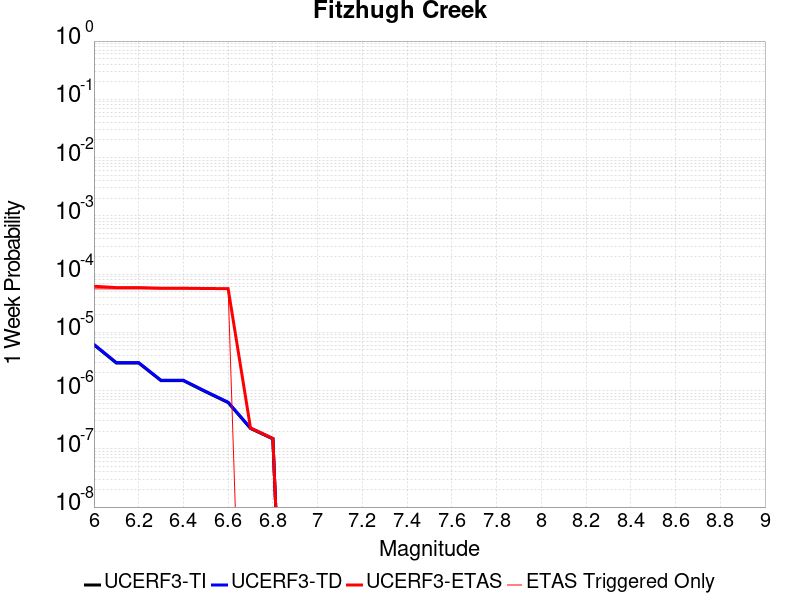 Fitzhugh Creek
10^0
10^-1
10^-2
10^-3
10^-4
10^-5
10^-6
10^-7
10^-8
1 Week Probability
6 6.2 6.4 6.6 6.8 7 7.2 7.4 7.6 7.8 8 8.2 8.4 8.6 8.8 9
Magnitude
UCERF3-TI UCERF3-TD UCERF3-ETAS ETAS Triggered Only